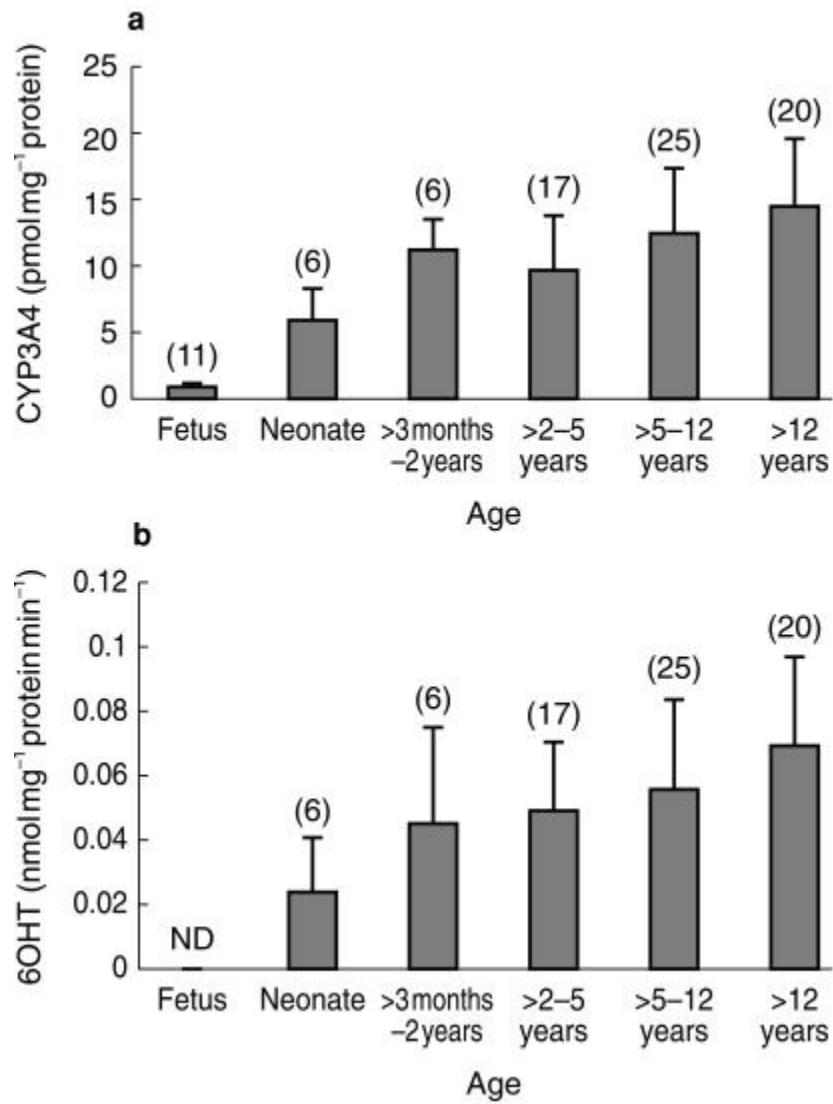 a
CYP3A4 (pmol mg⁻¹ protein)
25
20
15
10
5
0
(11)
(6)
(6)
(17)
(25)
(20)
Fetus
Neonate
>3 months
–2 years
>2–5
years
>5–12
years
>12
years
Age
b
6OHT (nmol mg⁻¹ protein min⁻¹)
0.12
0.1
0.08
0.06
0.04
0.02
0
ND
(6)
(6)
(17)
(25)
(20)
Fetus
Neonate
>3 months
–2 years
>2–5
years
>5–12
years
>12
years
Age